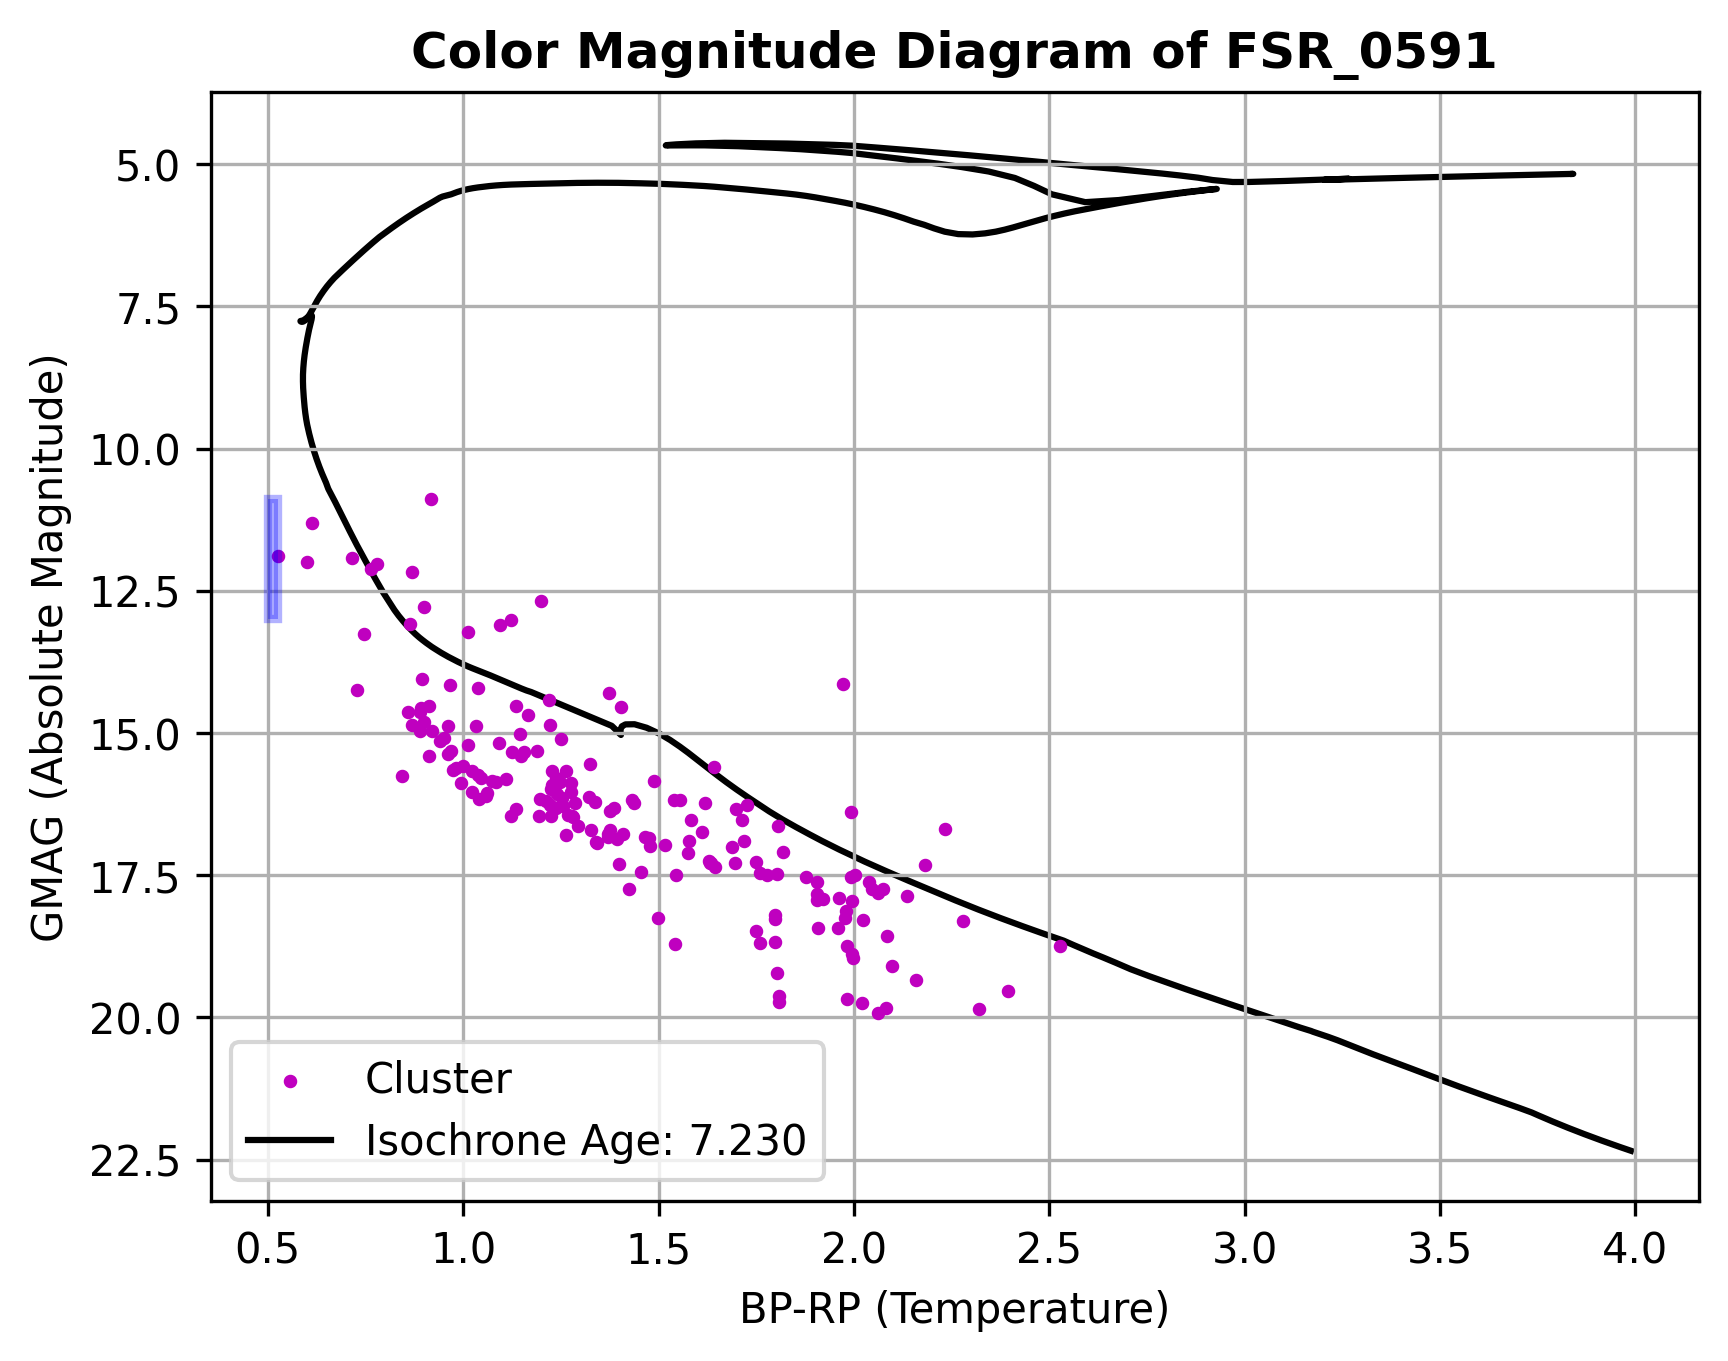 Color Magnitude Diagram of FSR_0591
GMAG (Absolute Magnitude)
5.0
7.5
10.0
12.5
15.0
17.5
20.0
22.5
Cluster
Isochrone Age: 7.230
0.5 1.0 1.5 2.0 2.5 3.0 3.5 4.0
BP-RP (Temperature)